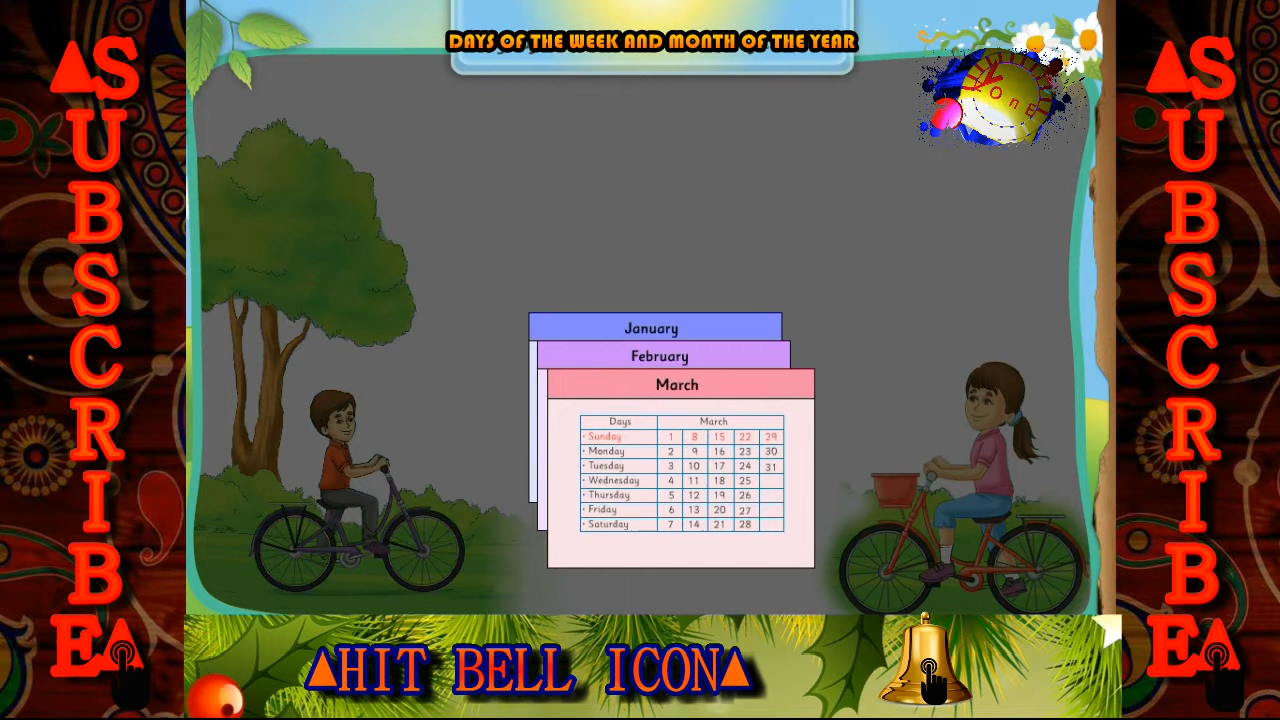 DAYS OF THE WEEK AND MONTH OF THE YEAR
ZOnE
SUBSCRIBE
SUBSCRIBE
January
February
March
Days March
· Sunday 1 8 15 22 29
· Monday 2 9 16 23 30
· Tuesday 3 10 17 24 31
· Wednesday 4 11 18 25
· Thursday 5 12 19 26
· Friday 6 13 20 27
· Saturday 7 14 21 28
HIT BELL ICON